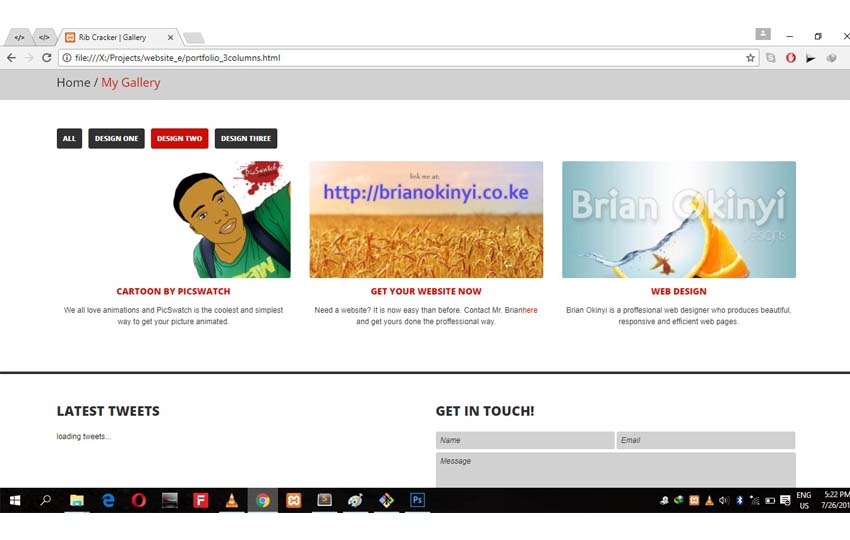 </>
</>
Rib Cracker | Gallery
file:///X:/Projects/website_e/portfolio_3columns.html
Home / My Gallery
ALL
DESIGN ONE
DESIGN TWO
DESIGN THREE
PicSwatch
link me at:
http://brianokinyi.co.ke
Brian Okinyi
Designs
CARTOON BY PICSWATCH
We all love animations and PicSwatch is the coolest and simplest
way to get your picture animated.
GET YOUR WEBSITE NOW
Need a website? It is now easy than before. Contact Mr. Brianhere
and get yours done the proffessional way.
WEB DESIGN
Brian Okinyi is a proffesional web designer who produces beautiful,
responsive and efficient web pages.
LATEST TWEETS
loading tweets...
GET IN TOUCH!
Name
Email
Message
ENG
US
5:22 PM
7/26/201